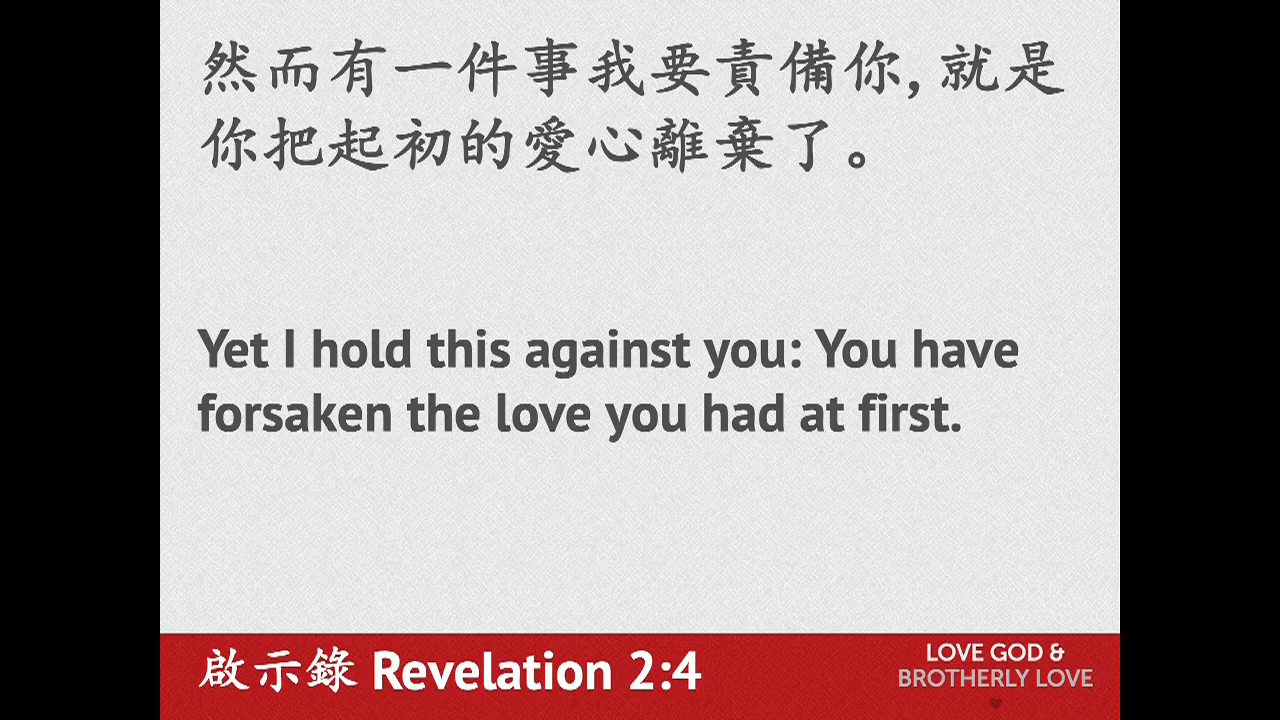 然而有一件事我要責備你,就是
你把起初的愛心離棄了。
Yet I hold this against you: You have
forsaken the love you had at first.
啟示錄 Revelation 2:4
LOVE GOD &
BROTHERLY LOVE